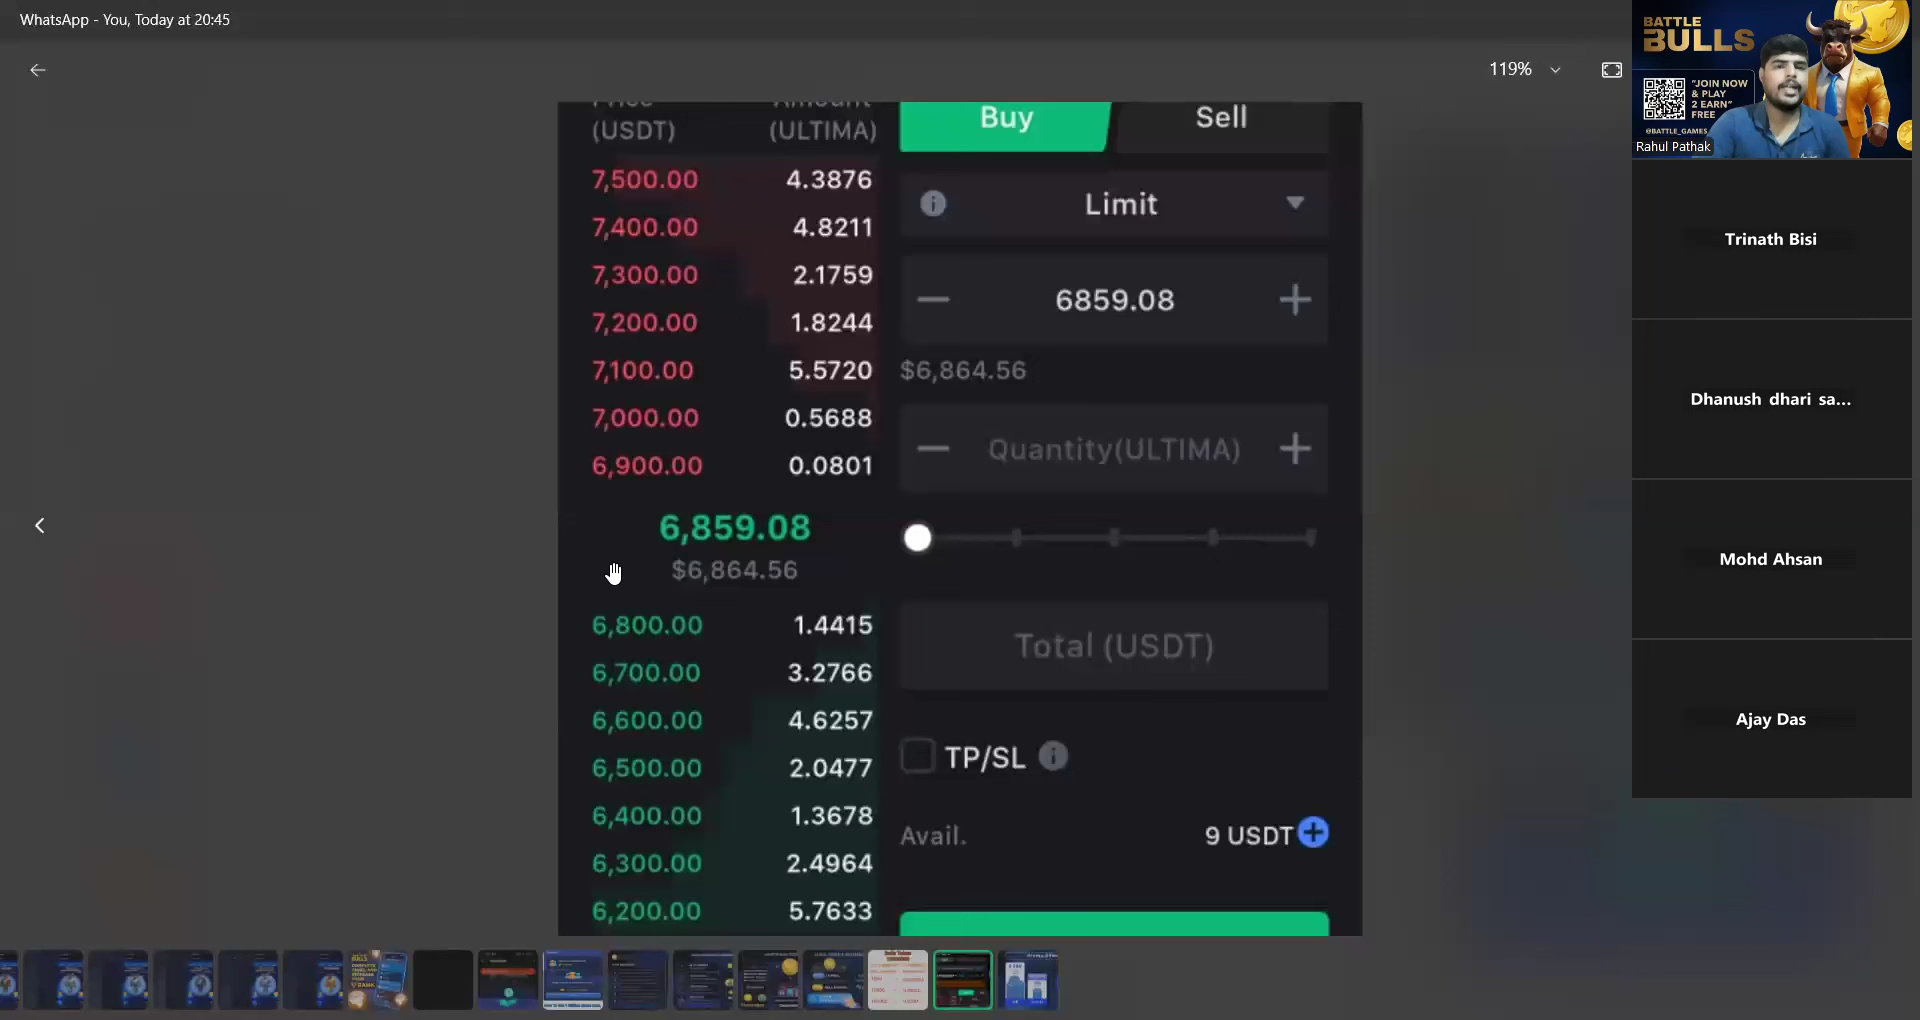 WhatsApp - You, Today at 20:45
119%
Price Amount
(USDT) (ULTIMA)
7,500.00 4.3876
7,400.00 4.8211
7,300.00 2.1759
7,200.00 1.8244
7,100.00 5.5720
7,000.00 0.5688
6,900.00 0.0801
6,859.08
$6,864.56
6,800.00 1.4415
6,700.00 3.2766
6,600.00 4.6257
6,500.00 2.0477
6,400.00 1.3678
6,300.00 2.4964
6,200.00 5.7633
Buy Sell
Limit
6859.08
$6,864.56
Quantity(ULTIMA)
Total (USDT)
TP/SL
Avail. 9 USDT
BATTLE
BULLS
"JOIN NOW
& PLAY
2 EARN"
FREE
@BATTLE_GAMES
Rahul Pathak
Trinath Bisi
Dhanush dhari sa...
Mohd Ahsan
Ajay Das